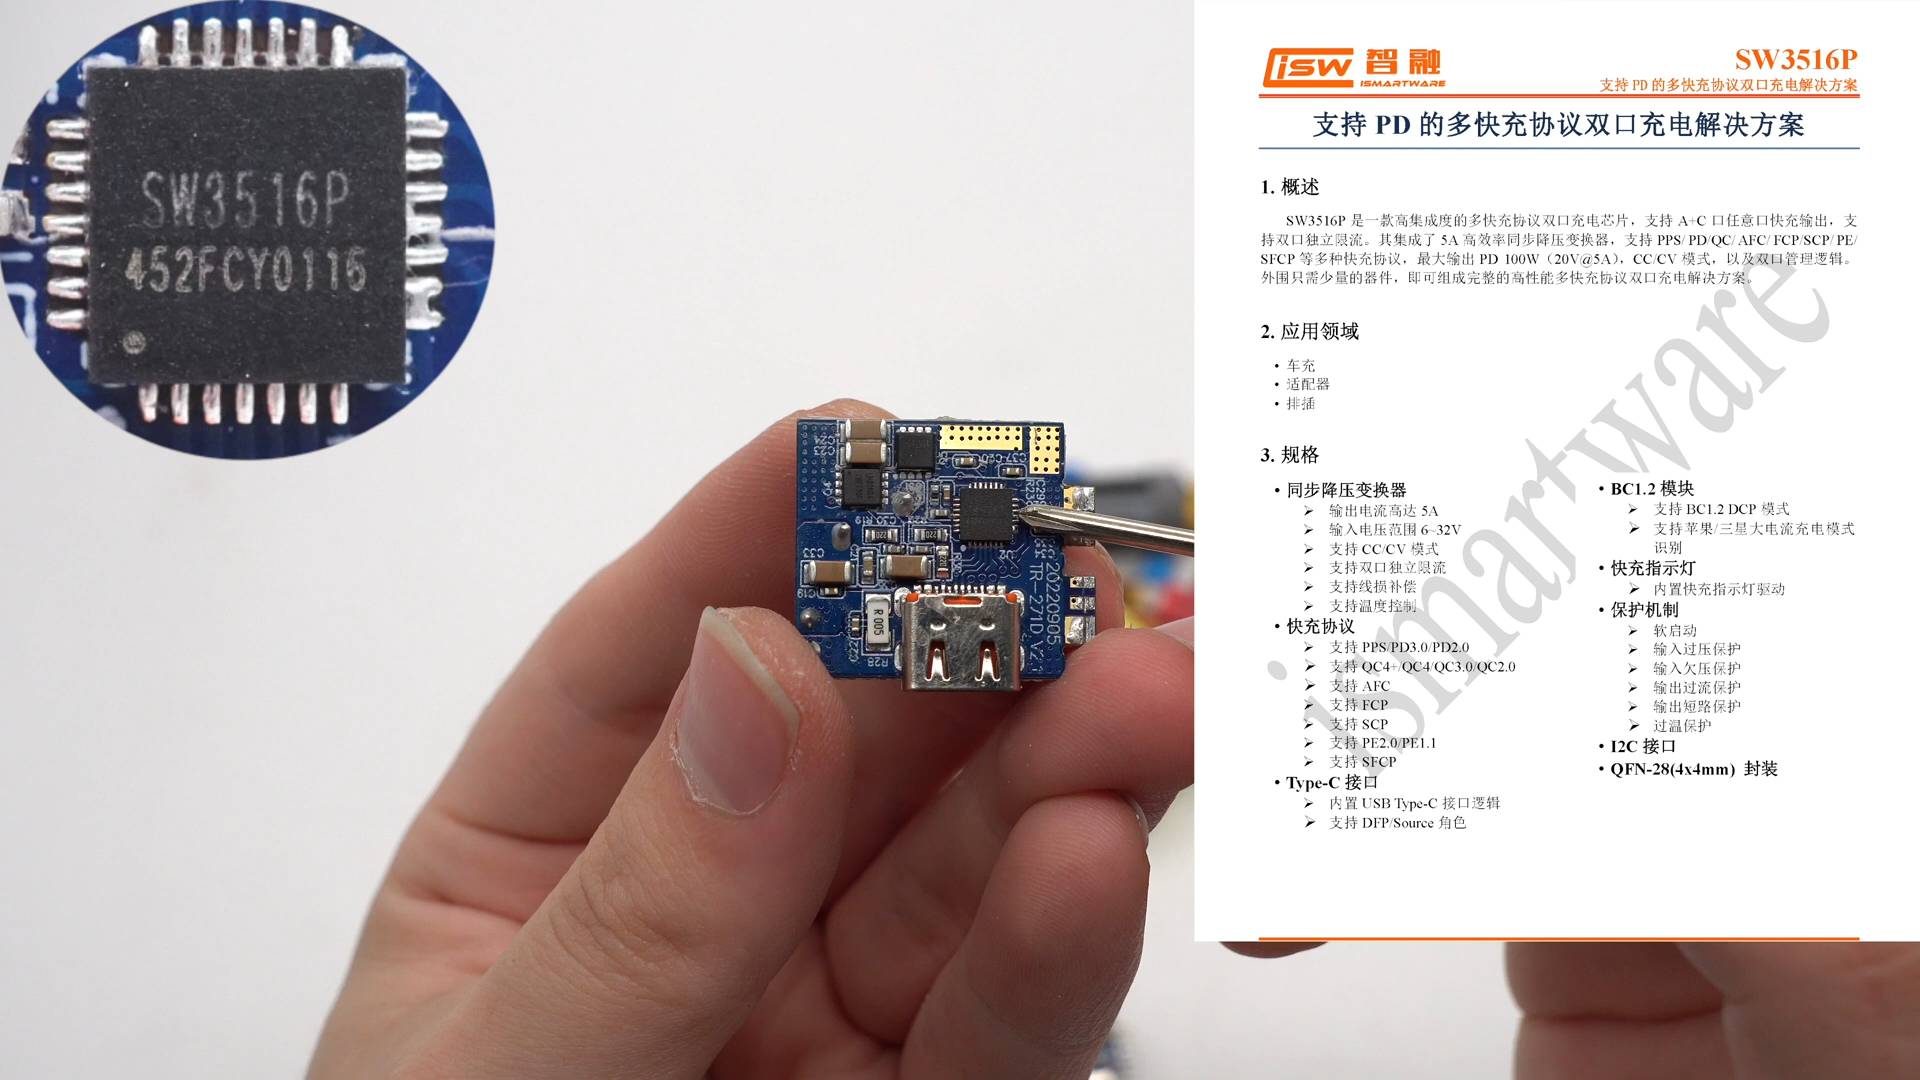 SW3516P
452FCY0116
isw 智融
iSMARTWARE
SW3516P
支持 PD 的多快充协议双口充电解决方案
支持 PD 的多快充协议双口充电解决方案
1. 概述
SW3516P 是一款高集成度的多快充协议双口充电芯片，支持 A+C 口任意口快充输出，支
持双口独立限流。其集成了 5A 高效率同步降压变换器，支持 PPS/ PD/QC/ AFC/ FCP/SCP/ PE/
SFCP 等多种快充协议，最大输出 PD 100W（20V@5A），CC/CV 模式，以及双口管理逻辑。
外围只需少量的器件，即可组成完整的高性能多快充协议双口充电解决方案。
2. 应用领域
• 车充
• 适配器
• 排插
3. 规格
• 同步降压变换器
➢ 输出电流高达 5A
➢ 输入电压范围 6~32V
➢ 支持 CC/CV 模式
➢ 支持双口独立限流
➢ 支持线损补偿
➢ 支持温度控制
• 快充协议
➢ 支持 PPS/PD3.0/PD2.0
➢ 支持 QC4+/QC4/QC3.0/QC2.0
➢ 支持 AFC
➢ 支持 FCP
➢ 支持 SCP
➢ 支持 PE2.0/PE1.1
➢ 支持 SFCP
• Type-C 接口
➢ 内置 USB Type-C 接口逻辑
➢ 支持 DFP/Source 角色
• BC1.2 模块
➢ 支持 BC1.2 DCP 模式
➢ 支持苹果/三星大电流充电模式
识别
• 快充指示灯
➢ 内置快充指示灯驱动
• 保护机制
➢ 软启动
➢ 输入过压保护
➢ 输入欠压保护
➢ 输出过流保护
➢ 输出短路保护
➢ 过温保护
• I2C 接口
• QFN-28(4x4mm) 封装
ismartware
20220905
TR-271D V2.1
R005
R28
C33
C19
220
220
U2